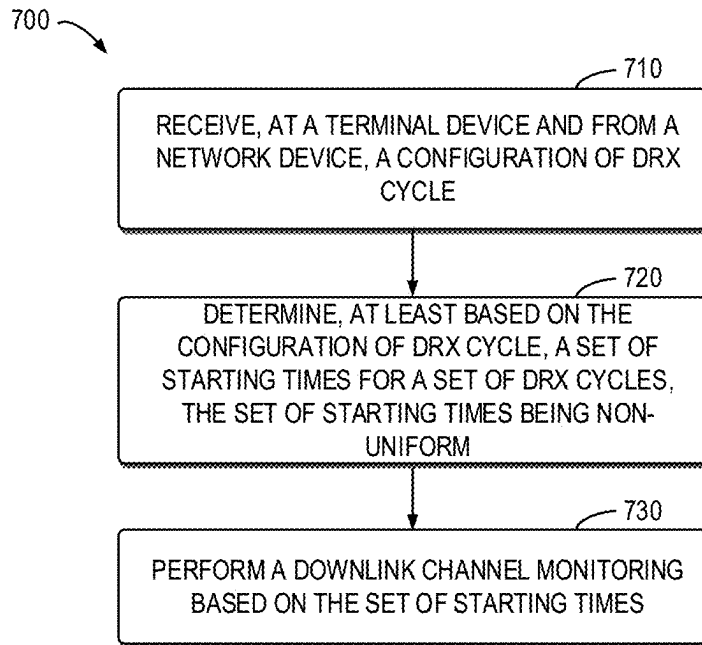 700
710
RECEIVE, AT A TERMINAL DEVICE AND FROM A
NETWORK DEVICE, A CONFIGURATION OF DRX
CYCLE
720
DETERMINE, AT LEAST BASED ON THE
CONFIGURATION OF DRX CYCLE, A SET OF
STARTING TIMES FOR A SET OF DRX CYCLES,
THE SET OF STARTING TIMES BEING NON-
UNIFORM
730
PERFORM A DOWNLINK CHANNEL MONITORING
BASED ON THE SET OF STARTING TIMES